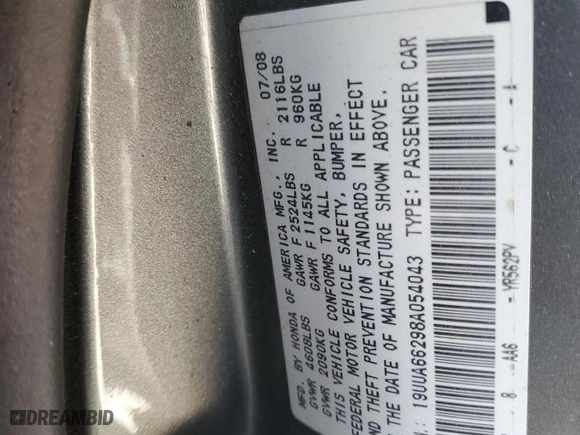 MFG. BY HONDA OF AMERICA MFG., INC. 07/08
GVWR 4608LBS GAWR F 2524LBS R 2116LBS
GVWR 2090KG GAWR F 1145KG R 960KG
THIS VEHICLE CONFORMS TO ALL APPLICABLE
FEDERAL MOTOR VEHICLE SAFETY, BUMPER,
AND THEFT PREVENTION STANDARDS IN EFFECT
THE DATE OF MANUFACTURE SHOWN ABOVE.
19UUA66298A054043 TYPE: PASSENGER CAR
8 - AA6 - YR562PV - C - A
DREAMBID